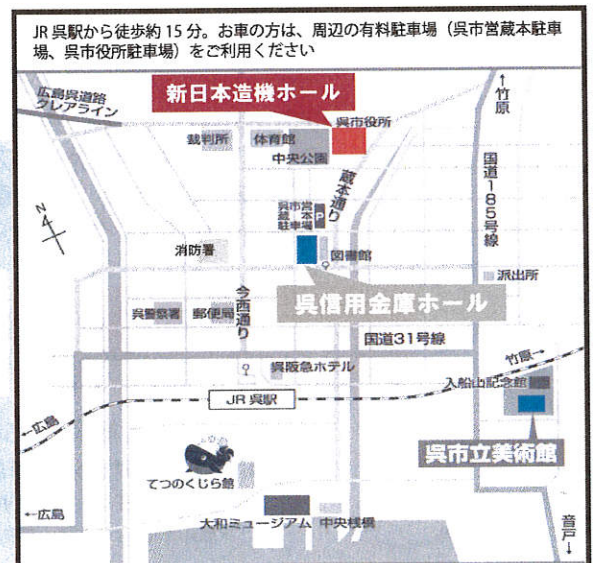 JR 呉駅から徒歩約 15 分。お車の方は、周辺の有料駐車場（呉市営蔵本駐車
場、呉市役所駐車場）をご利用ください
広島呉道路
クレアライン
新日本造機ホール
呉市役所
←竹原
裁判所
体育館
中央公園
蔵本通り
国道185号線
N
呉市営
蔵本
駐車場
P
消防署
図書館
派出所
呉信用金庫ホール
今西通り
呉警察署
郵便局
国道31号線
竹原→
呉阪急ホテル
入船山記念館
JR 呉駅
←広島
呉市立美術館
てつのくじら館
←広島
大和ミュージアム
中央桟橋
音戸→